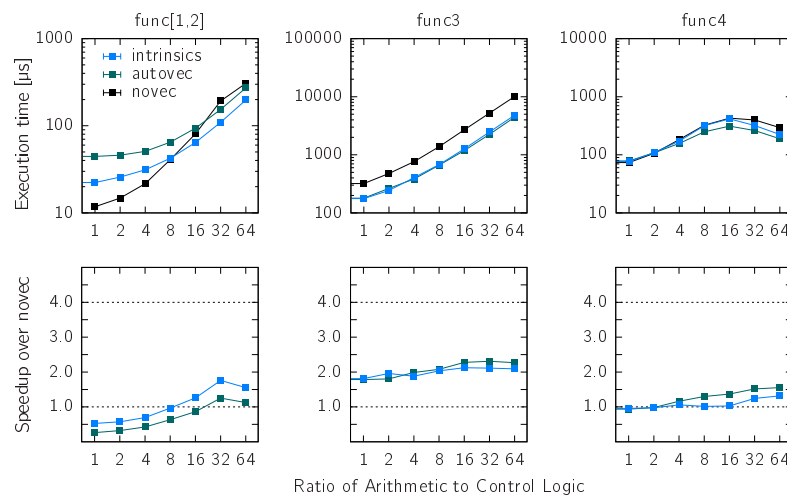 func[1,2] func3 func4
Execution time [µs]
1000 100 10
intrinsics
autovec
novec
1 2 4 8 16 32 64
10000 1000 100
1 2 4 8 16 32 64
1000 100 10
1 2 4 8 16 32 64
Speedup over novec
4.0 3.0 2.0 1.0
1 2 4 8 16 32 64
4.0 3.0 2.0 1.0
1 2 4 8 16 32 64
4.0 3.0 2.0 1.0
1 2 4 8 16 32 64
Ratio of Arithmetic to Control Logic